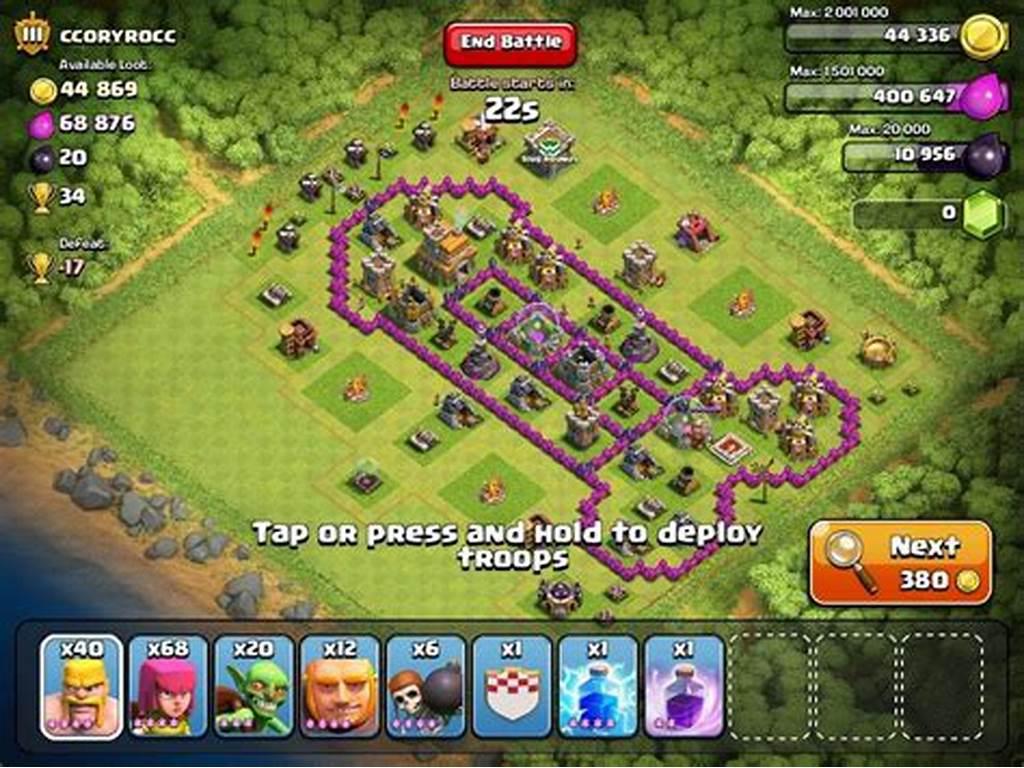 III
CCORYROCC
Available Loot:
44 869
68 876
20
34
Defeat:
-17
End Battle
Battle starts in:
22s
Max: 2 001 000
44 336
Max: 1 501 000
400 647
Max: 20 000
10 956
0
Tap or press and hold to deploy
troops
Next
380
x40 x68 x20 x12 x6 x1 x1 x1